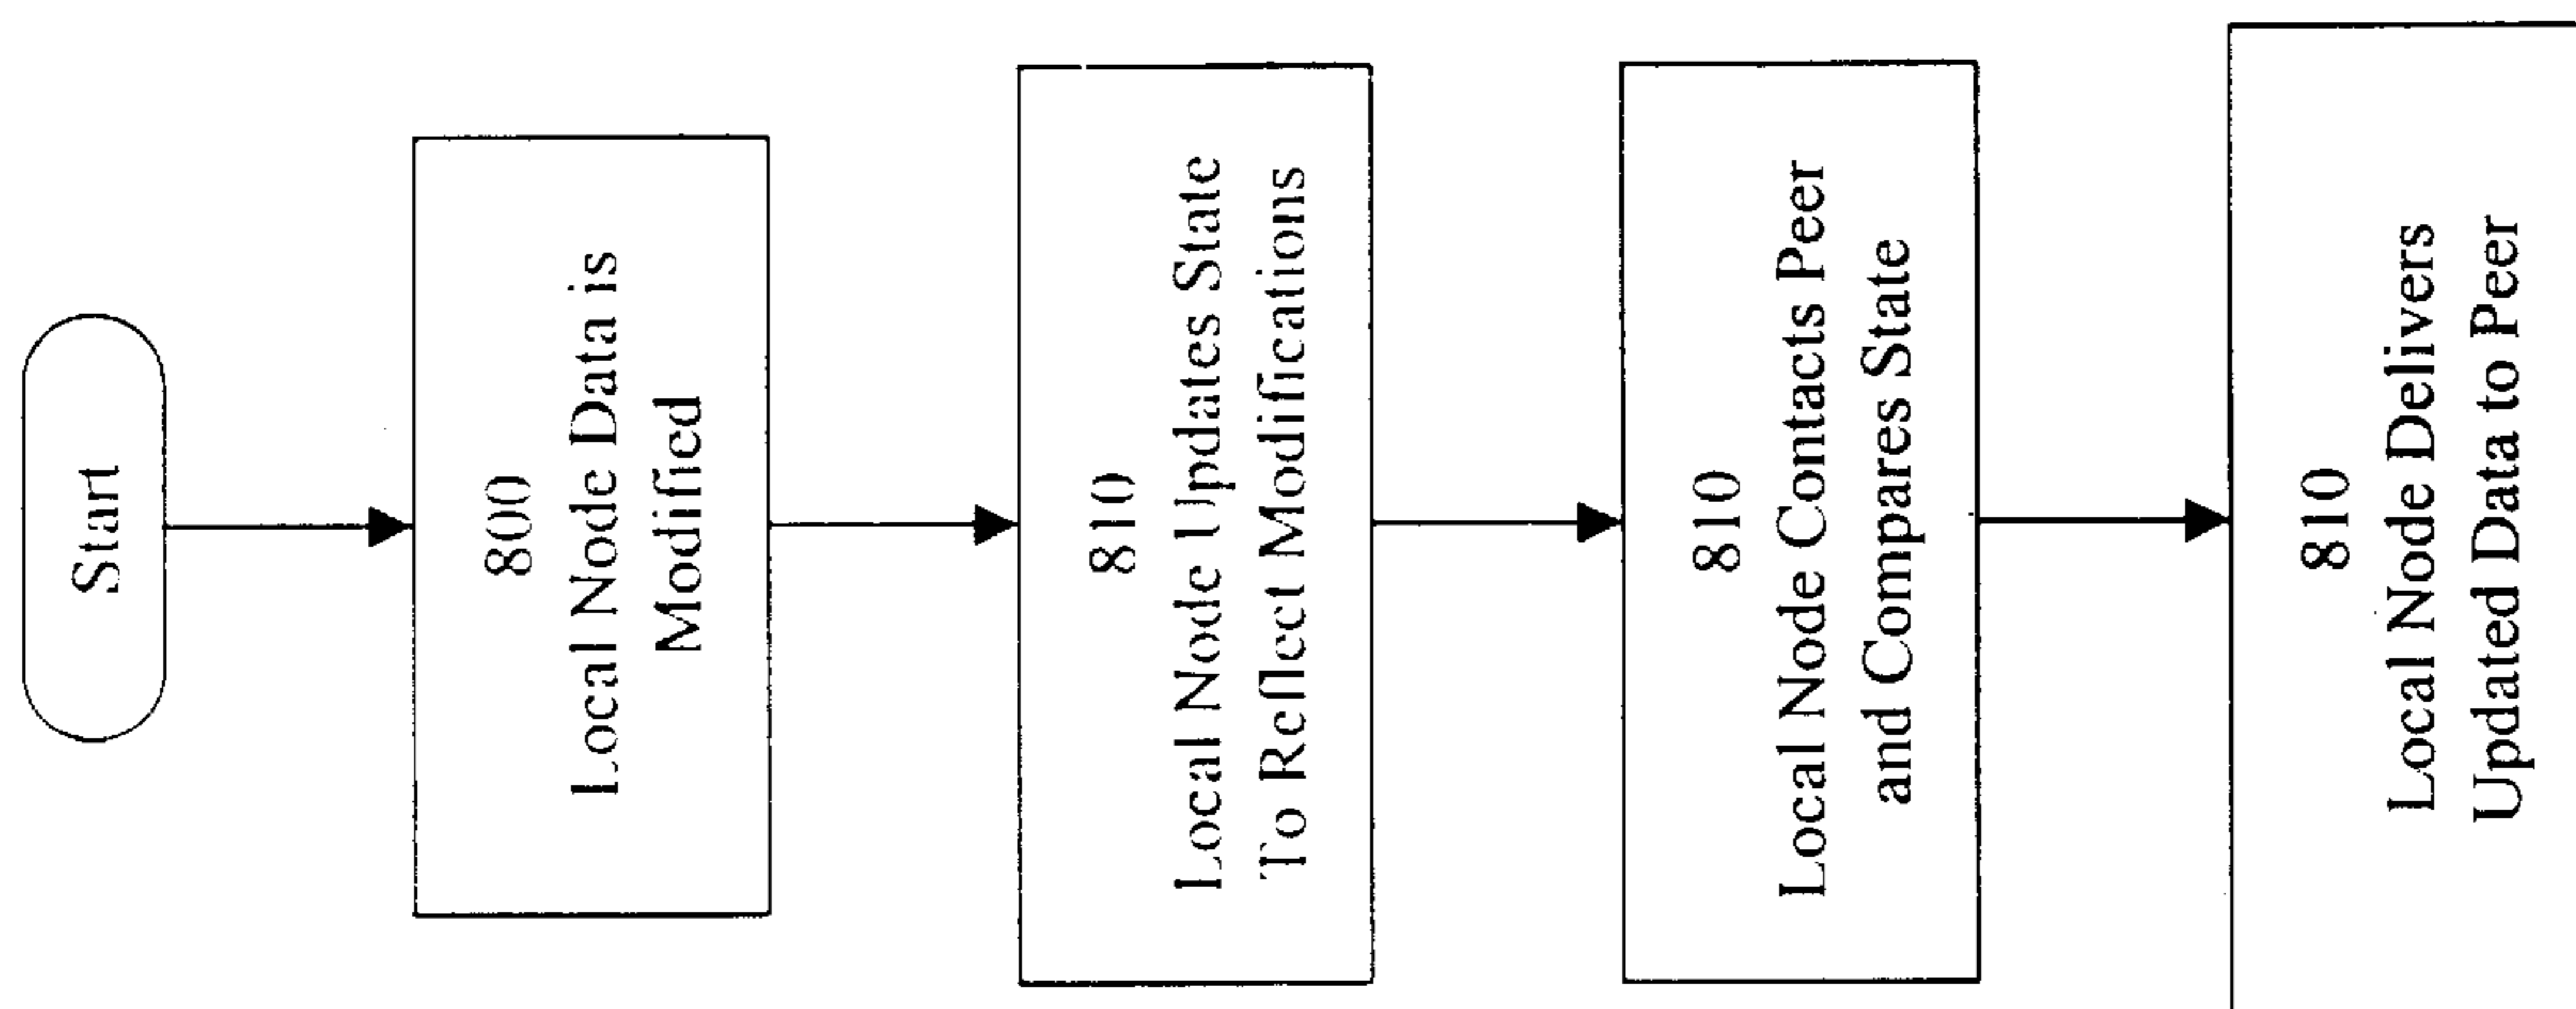 Start
800
Local Node Data is
Modified
810
Local Node Updates State
To Reflect Modifications
810
Local Node Contacts Peer
and Compares State
810
Local Node Delivers
Updated Data to Peer